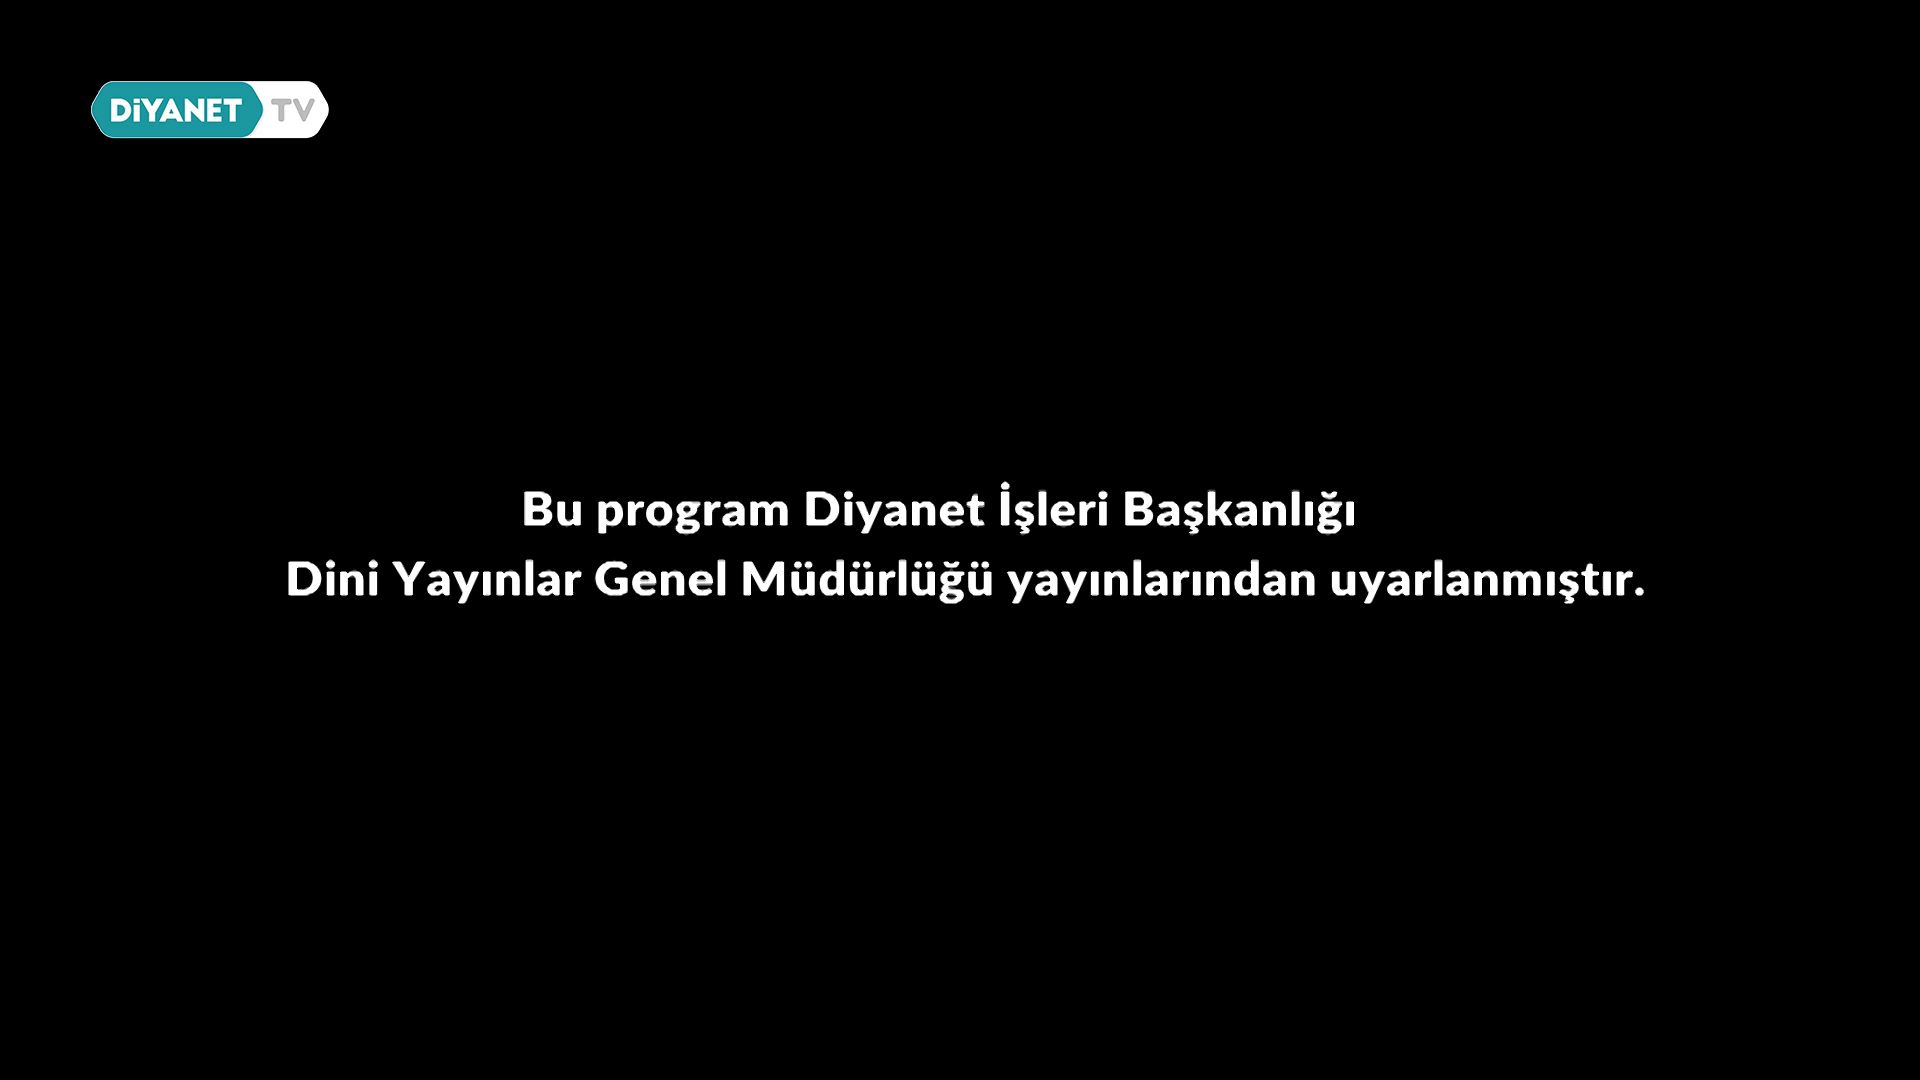 DİYANET TV
Bu program Diyanet İşleri Başkanlığı
Dini Yayınlar Genel Müdürlüğü yayınlarından uyarlanmıştır.